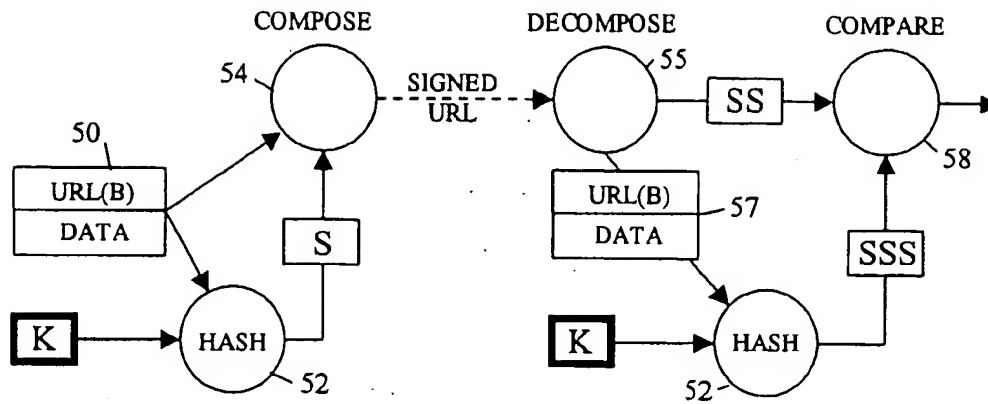 COMPOSE
DECOMPOSE
COMPARE
54
SIGNED
URL
55
SS
58
50
URL(B)
DATA
S
URL(B)
DATA
57
SSS
K
HASH
52
K
HASH
52